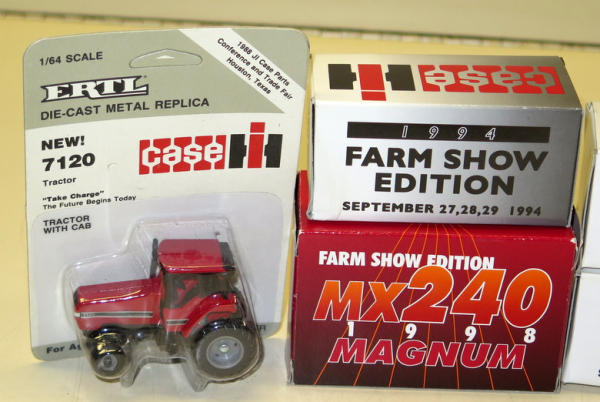 1/64 SCALE
1988 JI Case Parts
Conference and Trade Fair
Houston, Texas
ERTL
DIE-CAST METAL REPLICA
NEW!
7120
Tractor
case IH
"Take Charge"
The Future Begins Today
TRACTOR
WITH CAB
For Ag
case IH
1994
FARM SHOW
EDITION
SEPTEMBER 27,28,29 1994
FARM SHOW EDITION
MX240
1998
MAGNUM